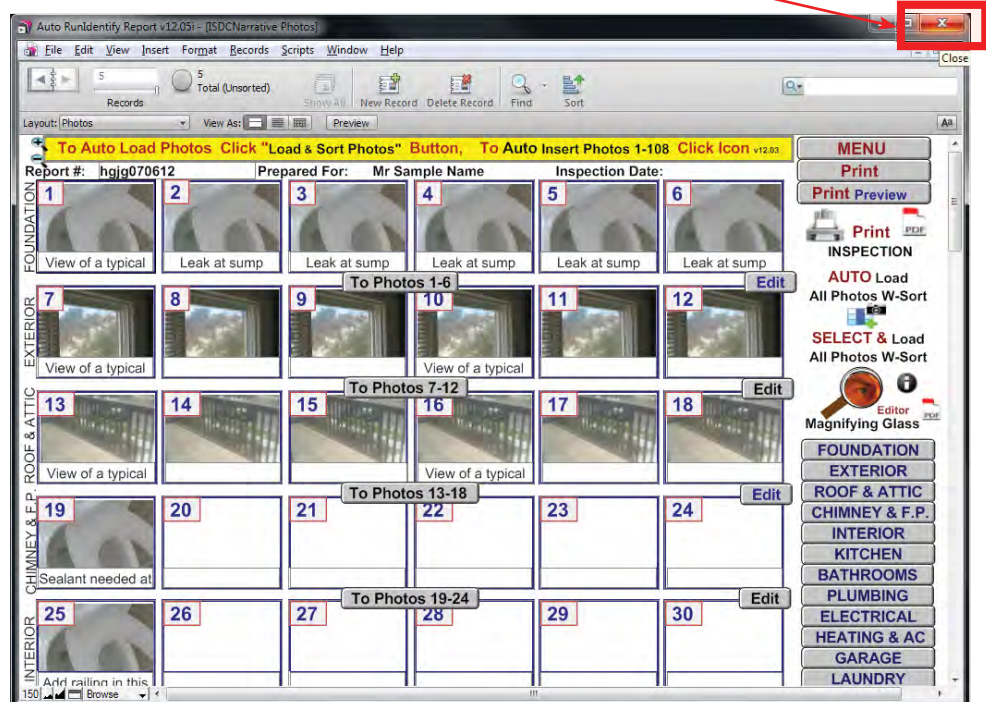 Auto RunIdentify Report v12.05i - [ISDCNarrative Photos]
File Edit View Insert Format Records Scripts Window Help
Close
5
5
Total (Unsorted)
Records
Show All New Record Delete Record Find Sort
Layout: Photos View As: Preview Aa
To Auto Load Photos Click "Load & Sort Photos" Button, To Auto Insert Photos 1-108 Click Icon v12.03
MENU
Report #: hgjg070612 Prepared For: Mr Sample Name Inspection Date:
Print
Print Preview
FOUNDATION
1 2 3 4 5 6
View of a typical Leak at sump Leak at sump Leak at sump Leak at sump Leak at sump
To Photos 1-6 Edit
EXTERIOR
7 8 9 10 11 12
View of a typical View of a typical
To Photos 7-12 Edit
ROOF & ATTIC
13 14 15 16 17 18
View of a typical View of a typical
To Photos 13-18 Edit
CHIMNEY & F.P.
19 20 21 22 23 24
Sealant needed at
To Photos 19-24 Edit
INTERIOR
25 26 27 28 29 30
Add railing in this
Print PDF
INSPECTION
AUTO Load
All Photos W-Sort
SELECT & Load
All Photos W-Sort
Editor
Magnifying Glass PDF
FOUNDATION
EXTERIOR
ROOF & ATTIC
CHIMNEY & F.P.
INTERIOR
KITCHEN
BATHROOMS
PLUMBING
ELECTRICAL
HEATING & AC
GARAGE
LAUNDRY
150 Browse